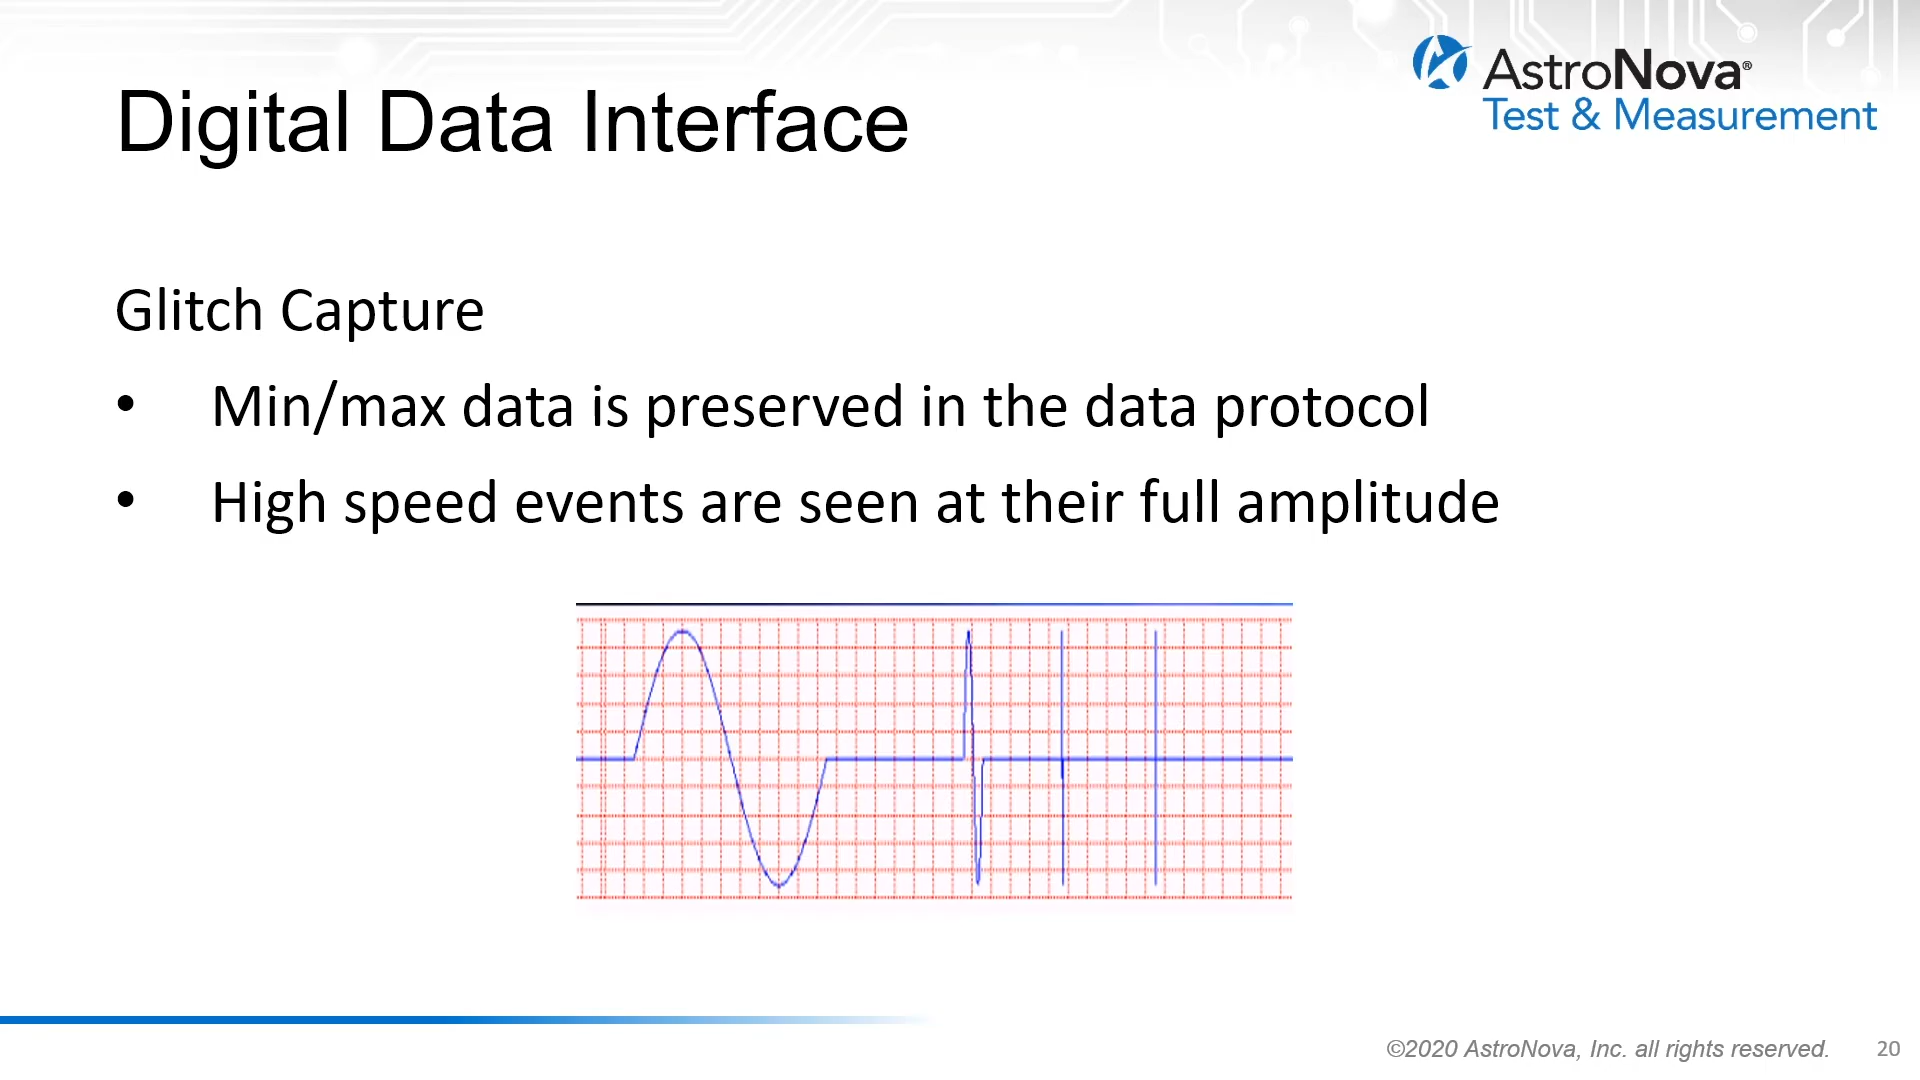 AstroNova®
Test & Measurement
Digital Data Interface
Glitch Capture
• Min/max data is preserved in the data protocol
• High speed events are seen at their full amplitude
©2020 AstroNova, Inc. all rights reserved. 20